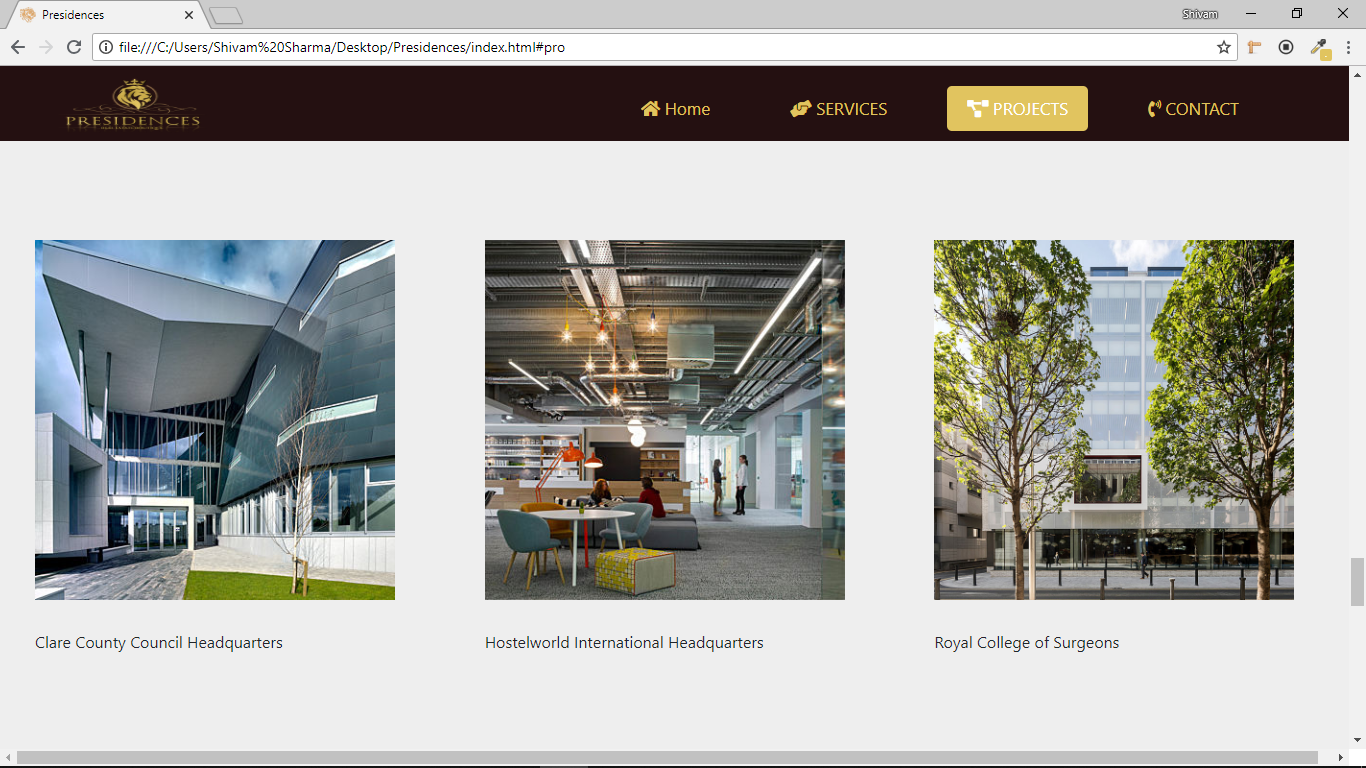 Presidences
Shivam
file:///C:/Users/Shivam%20Sharma/Desktop/Presidences/index.html#pro
PRESIDENCES
Home
SERVICES
PROJECTS
CONTACT
Clare County Council Headquarters
Hostelworld International Headquarters
Royal College of Surgeons